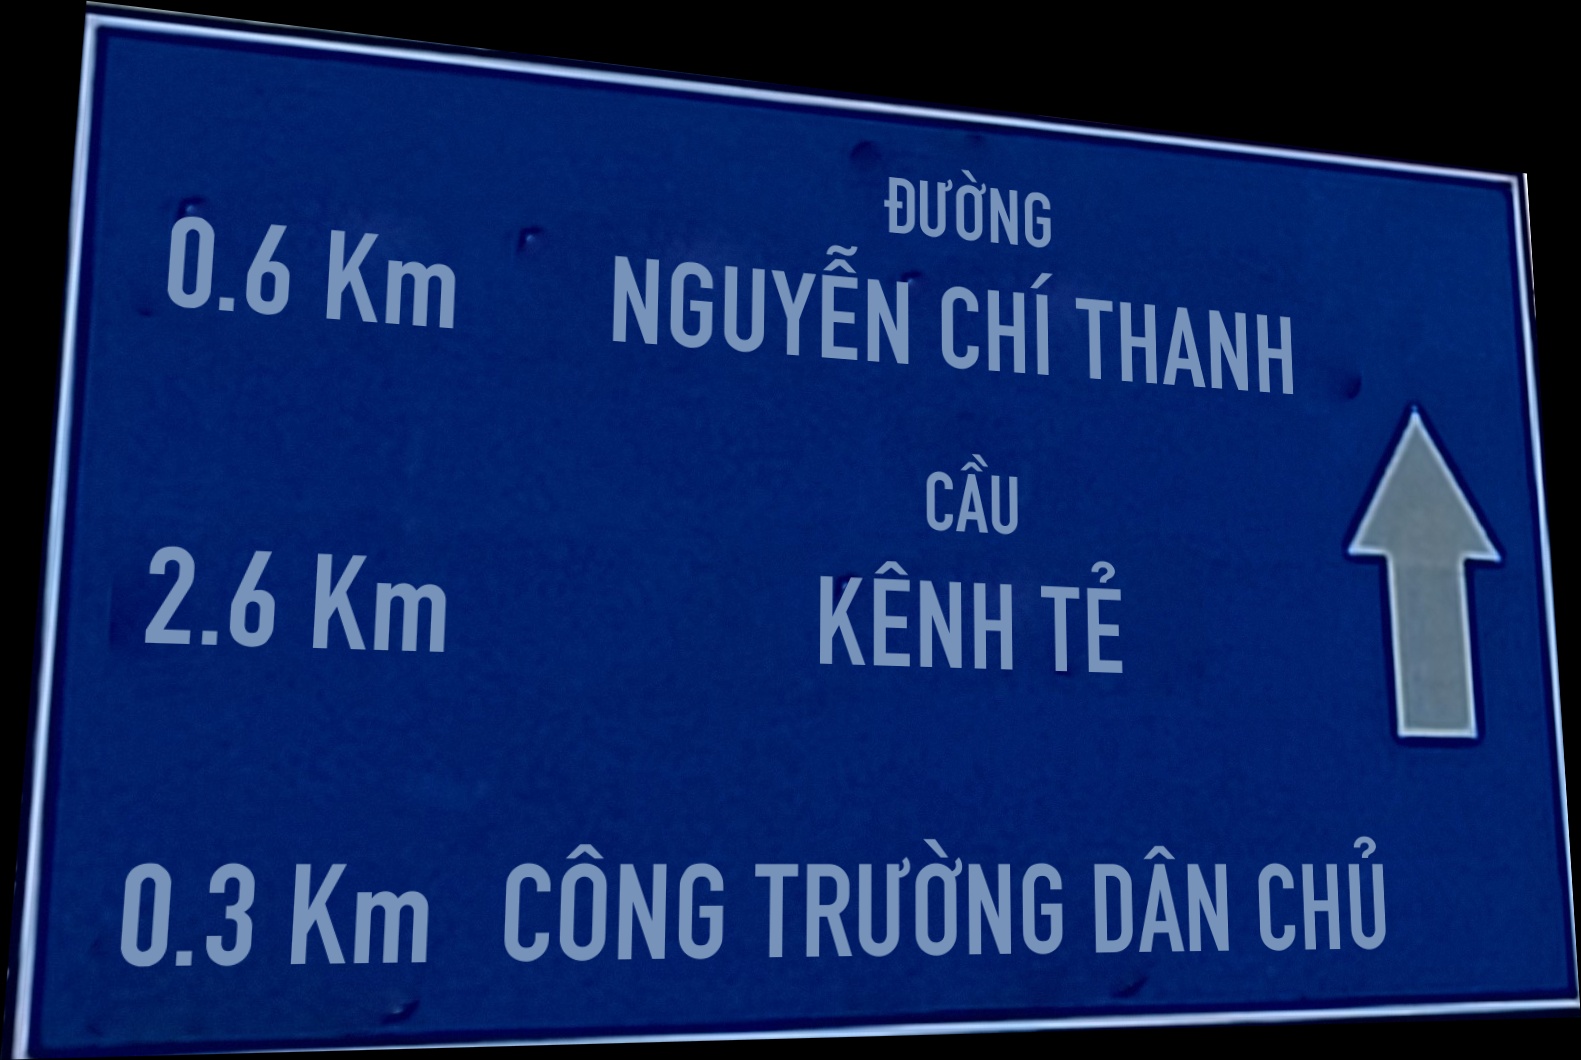 ĐƯỜNG
0.6 Km NGUYỄN CHÍ THANH
CẦU
2.6 Km KÊNH TẺ
0.3 Km CÔNG TRƯỜNG DÂN CHỦ